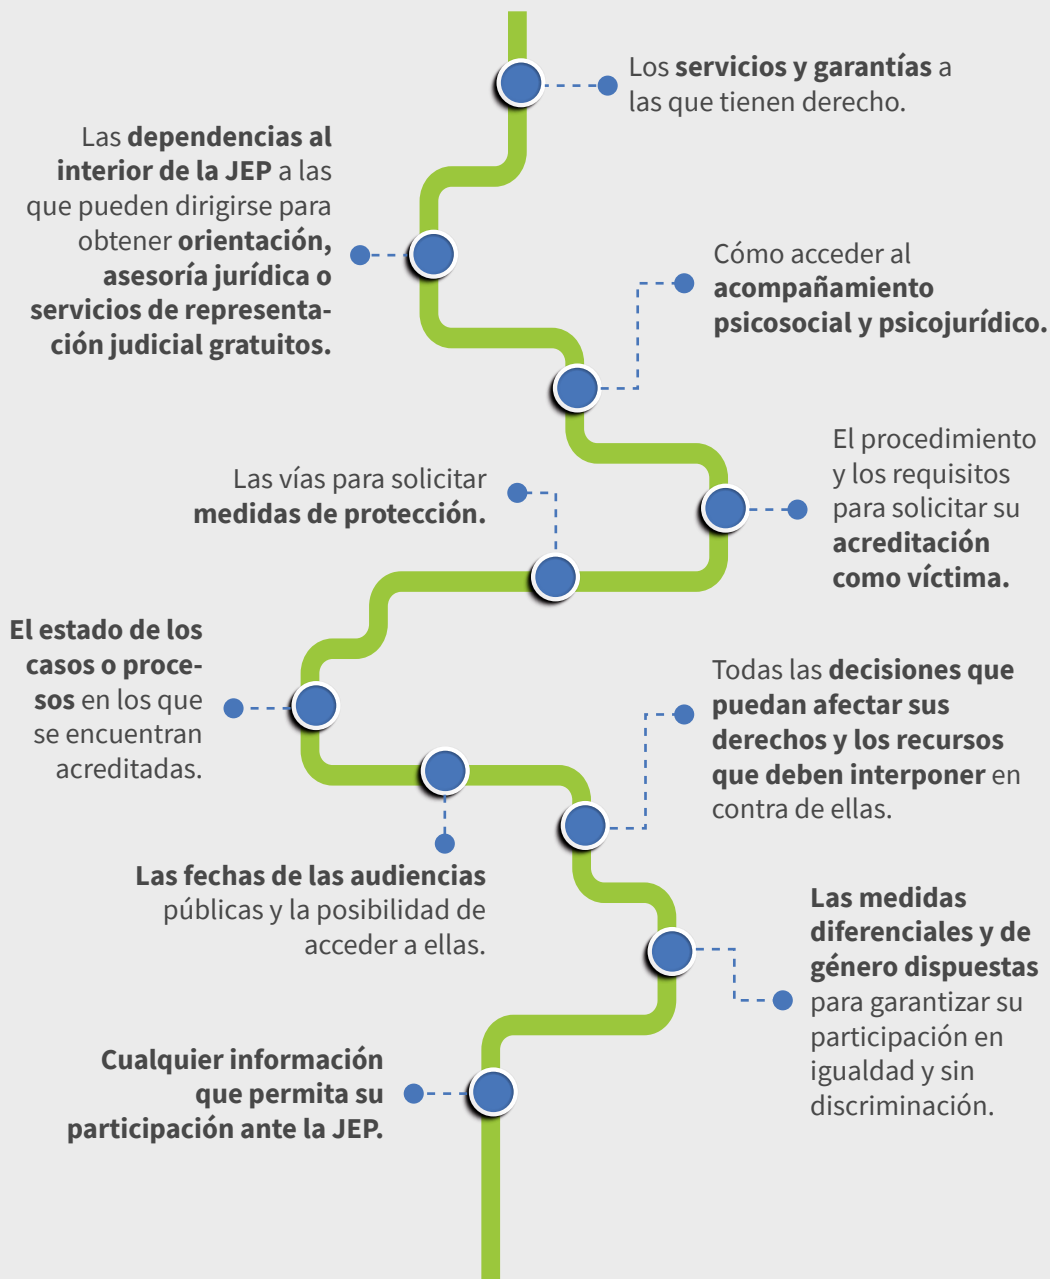 Los servicios y garantías a
las que tienen derecho.
Las dependencias al
interior de la JEP a las
que pueden dirigirse para
obtener orientación,
asesoría jurídica o
servicios de representa-
ción judicial gratuitos.
Cómo acceder al
acompañamiento
psicosocial y psicojurídico.
El procedimiento
y los requisitos
para solicitar su
acreditación
como víctima.
Las vías para solicitar
medidas de protección.
El estado de los
casos o proce-
sos en los que
se encuentran
acreditadas.
Las fechas de las audiencias
públicas y la posibilidad de
acceder a ellas.
Todas las decisiones que
puedan afectar sus
derechos y los recursos
que deben interponer en
contra de ellas.
Las medidas
diferenciales y de
género dispuestas
para garantizar su
participación en
igualdad y sin
discriminación.
Cualquier información
que permita su
participación ante la JEP.